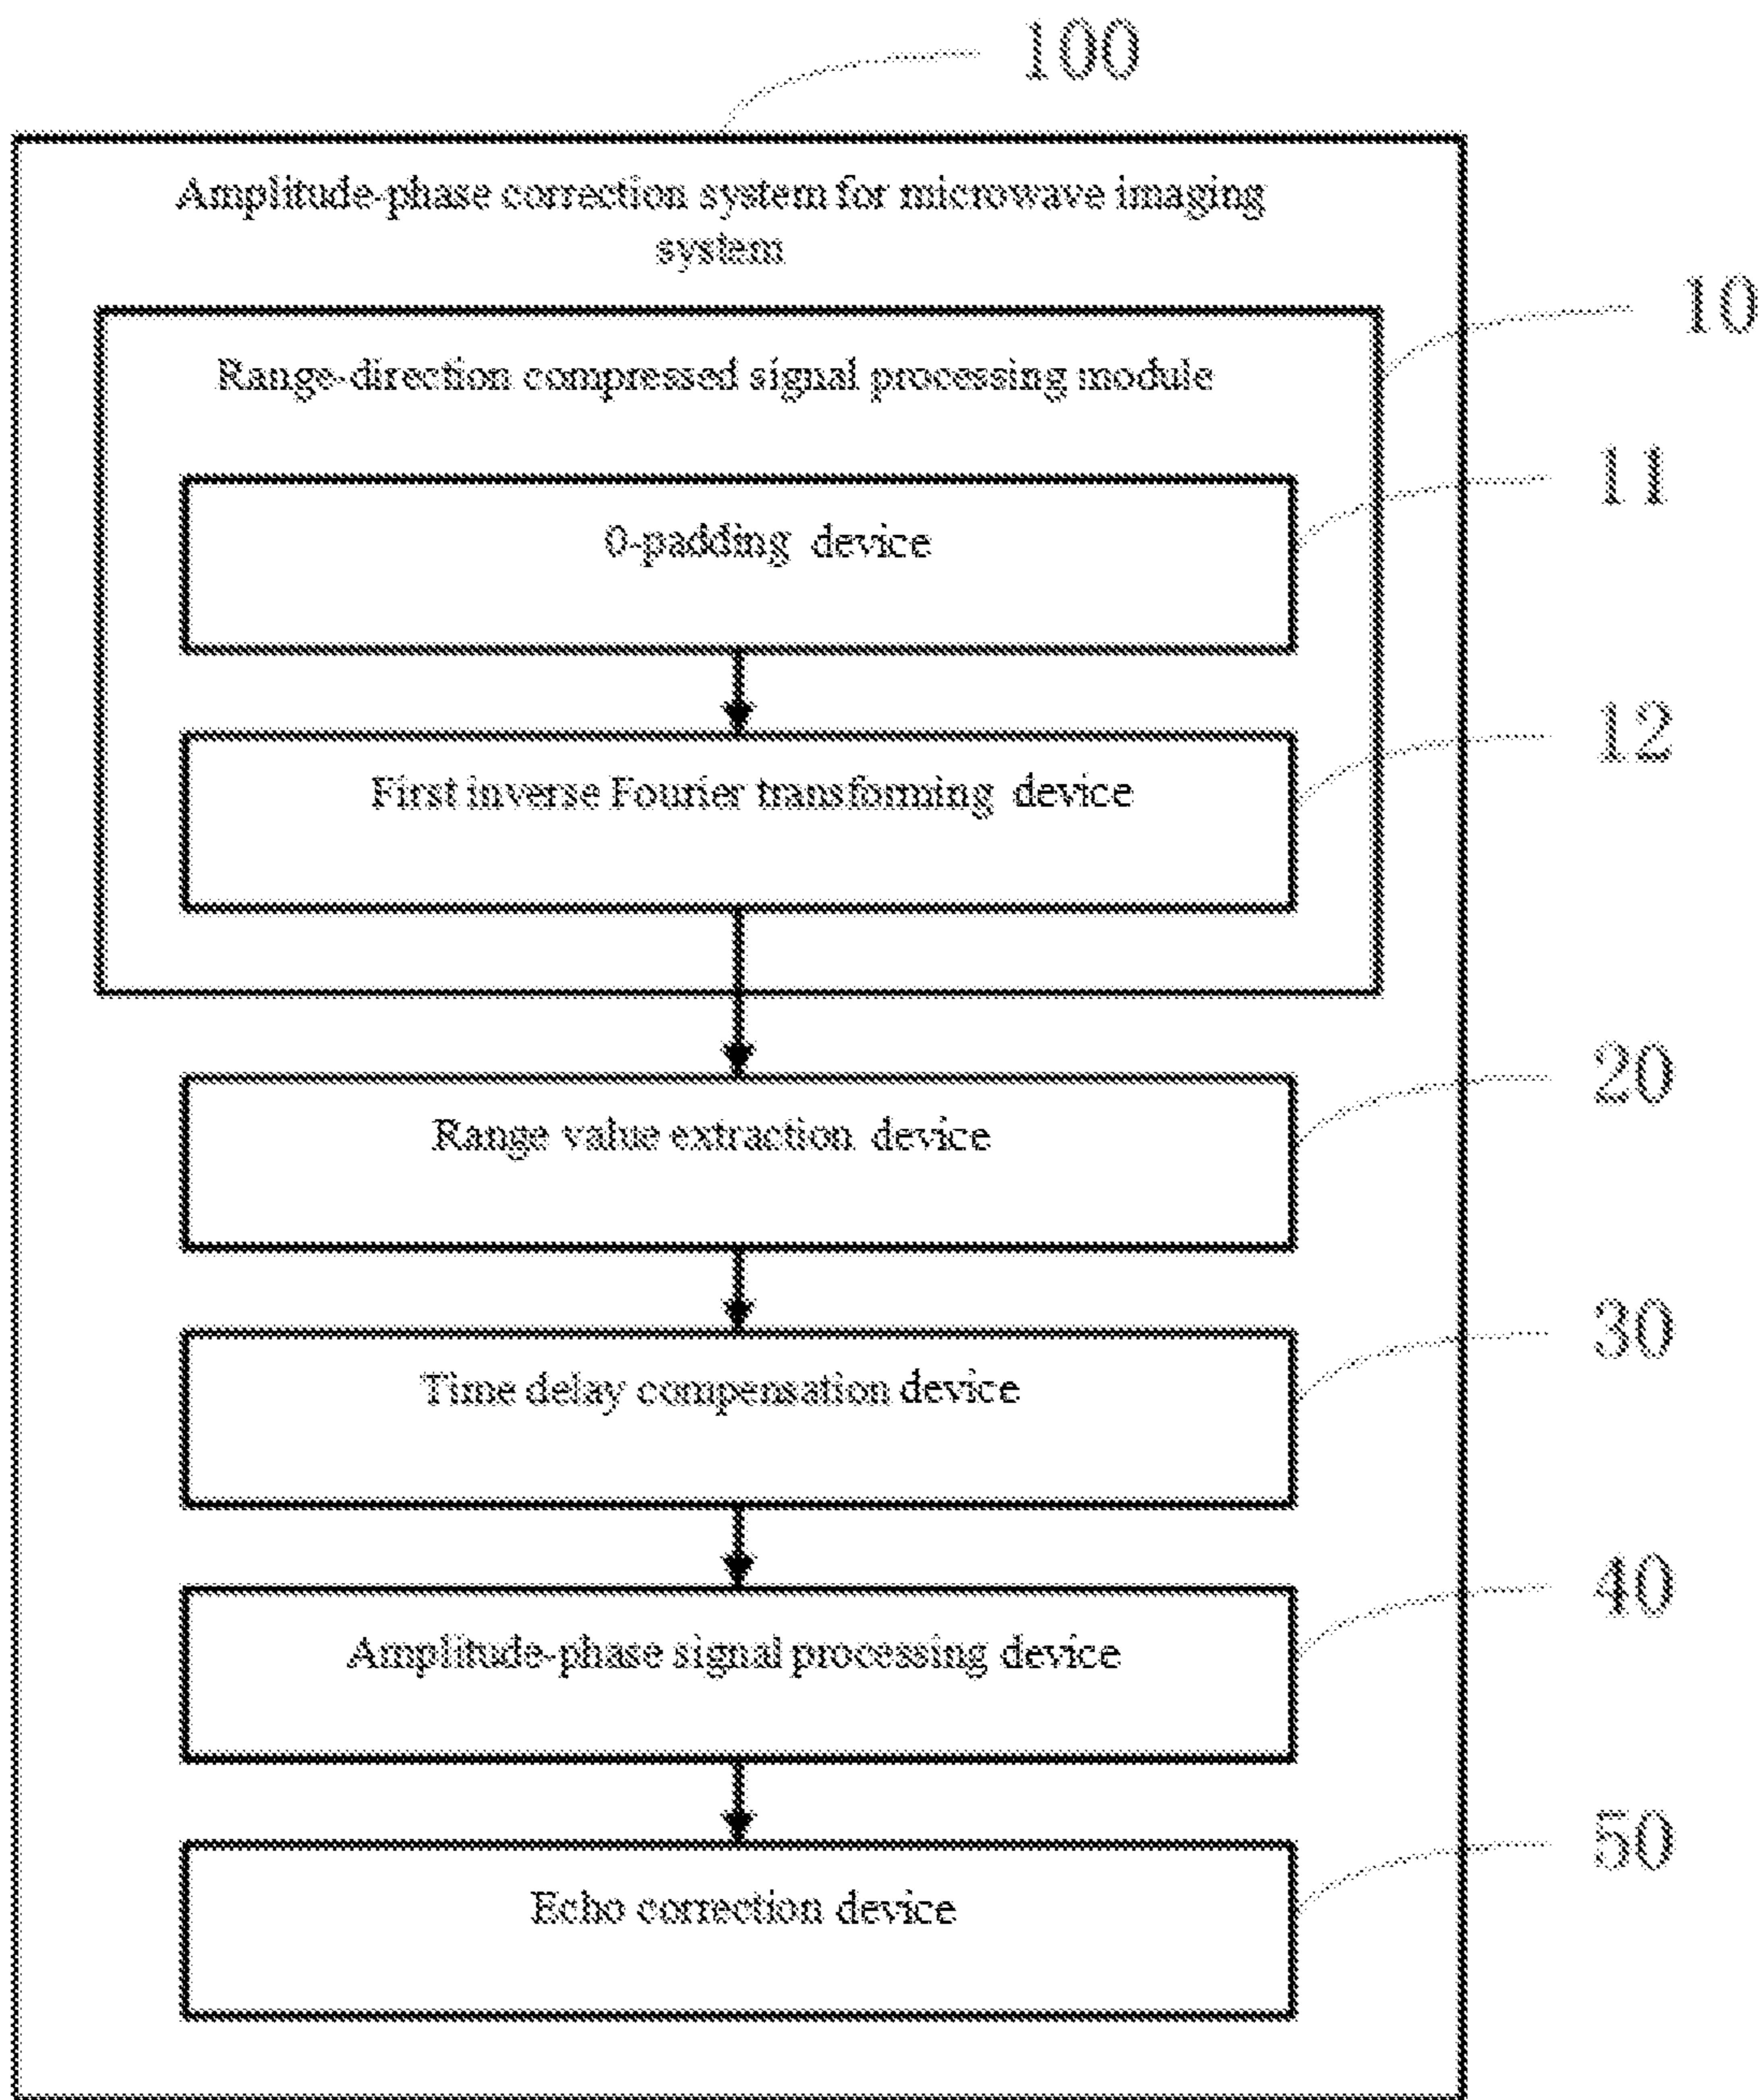 100
Amplitude-phase correction system for microwave imaging
system
10
Range-direction compressed signal processing module
11
0-padding device
12
First inverse Fourier transforming device
20
Range value extraction device
30
Time delay compensation device
40
Amplitude-phase signal processing device
50
Echo correction device